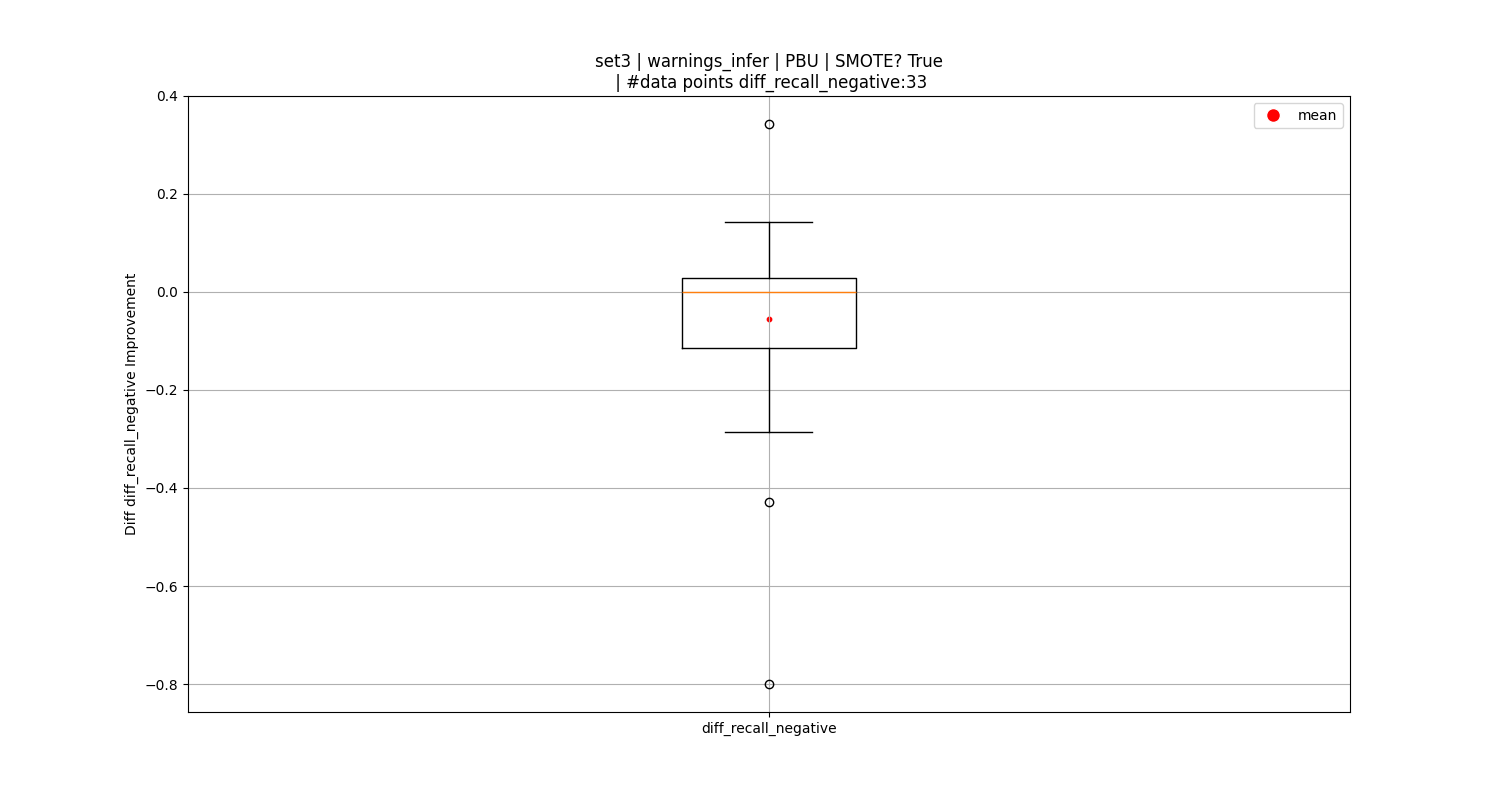 set3 | warnings_infer | PBU | SMOTE? True
| #data points diff_recall_negative:33
mean
0.4
0.2
0.0
−0.2
−0.4
−0.6
−0.8
Diff diff_recall_negative Improvement
diff_recall_negative